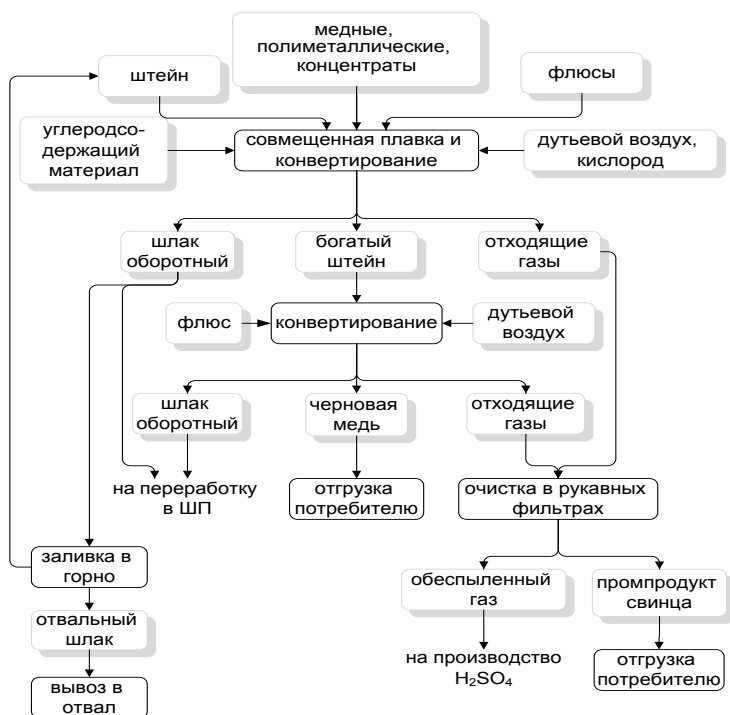 медные,
полиметаллические,
концентраты
штейн
флюсы
углеродсо-
держащий
материал
совмещенная плавка и
конвертирование
дутьевой воздух,
кислород
шлак
оборотный
богатый
штейн
отходящие
газы
флюс
конвертирование
дутьевой
воздух
шлак
оборотный
черновая
медь
отходящие
газы
на переработку
в ШП
отгрузка
потребителю
очистка в рукавных
фильтрах
заливка в
горно
обеспыленный
газ
промпродукт
свинца
отвальный
шлак
на производство
H₂SO₄
отгрузка
потребителю
вывоз в
отвал